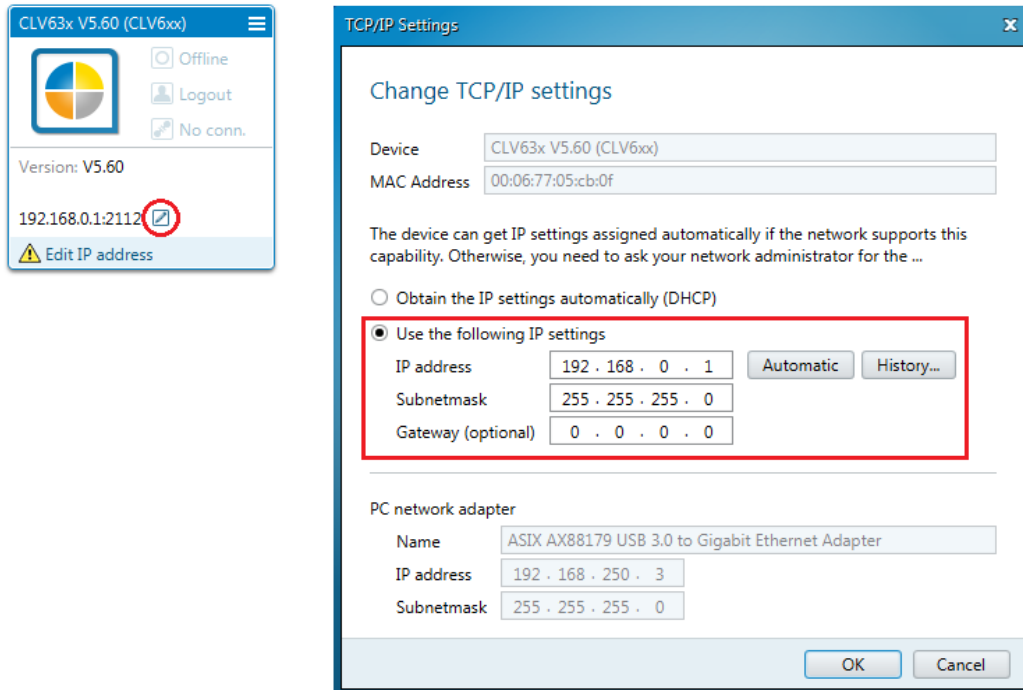 CLV63x V5.60 (CLV6xx)
Offline
Logout
No conn.
Version: V5.60
192.168.0.1:2112
Edit IP address
TCP/IP Settings
Change TCP/IP settings
Device CLV63x V5.60 (CLV6xx)
MAC Address 00:06:77:05:cb:0f
The device can get IP settings assigned automatically if the network supports this
capability. Otherwise, you need to ask your network administrator for the ...
Obtain the IP settings automatically (DHCP)
Use the following IP settings
IP address 192 . 168 . 0 . 1 Automatic History...
Subnetmask 255 . 255 . 255 . 0
Gateway (optional) 0 . 0 . 0 . 0
PC network adapter
Name ASIX AX88179 USB 3.0 to Gigabit Ethernet Adapter
IP address 192 . 168 . 250 . 3
Subnetmask 255 . 255 . 255 . 0
OK Cancel